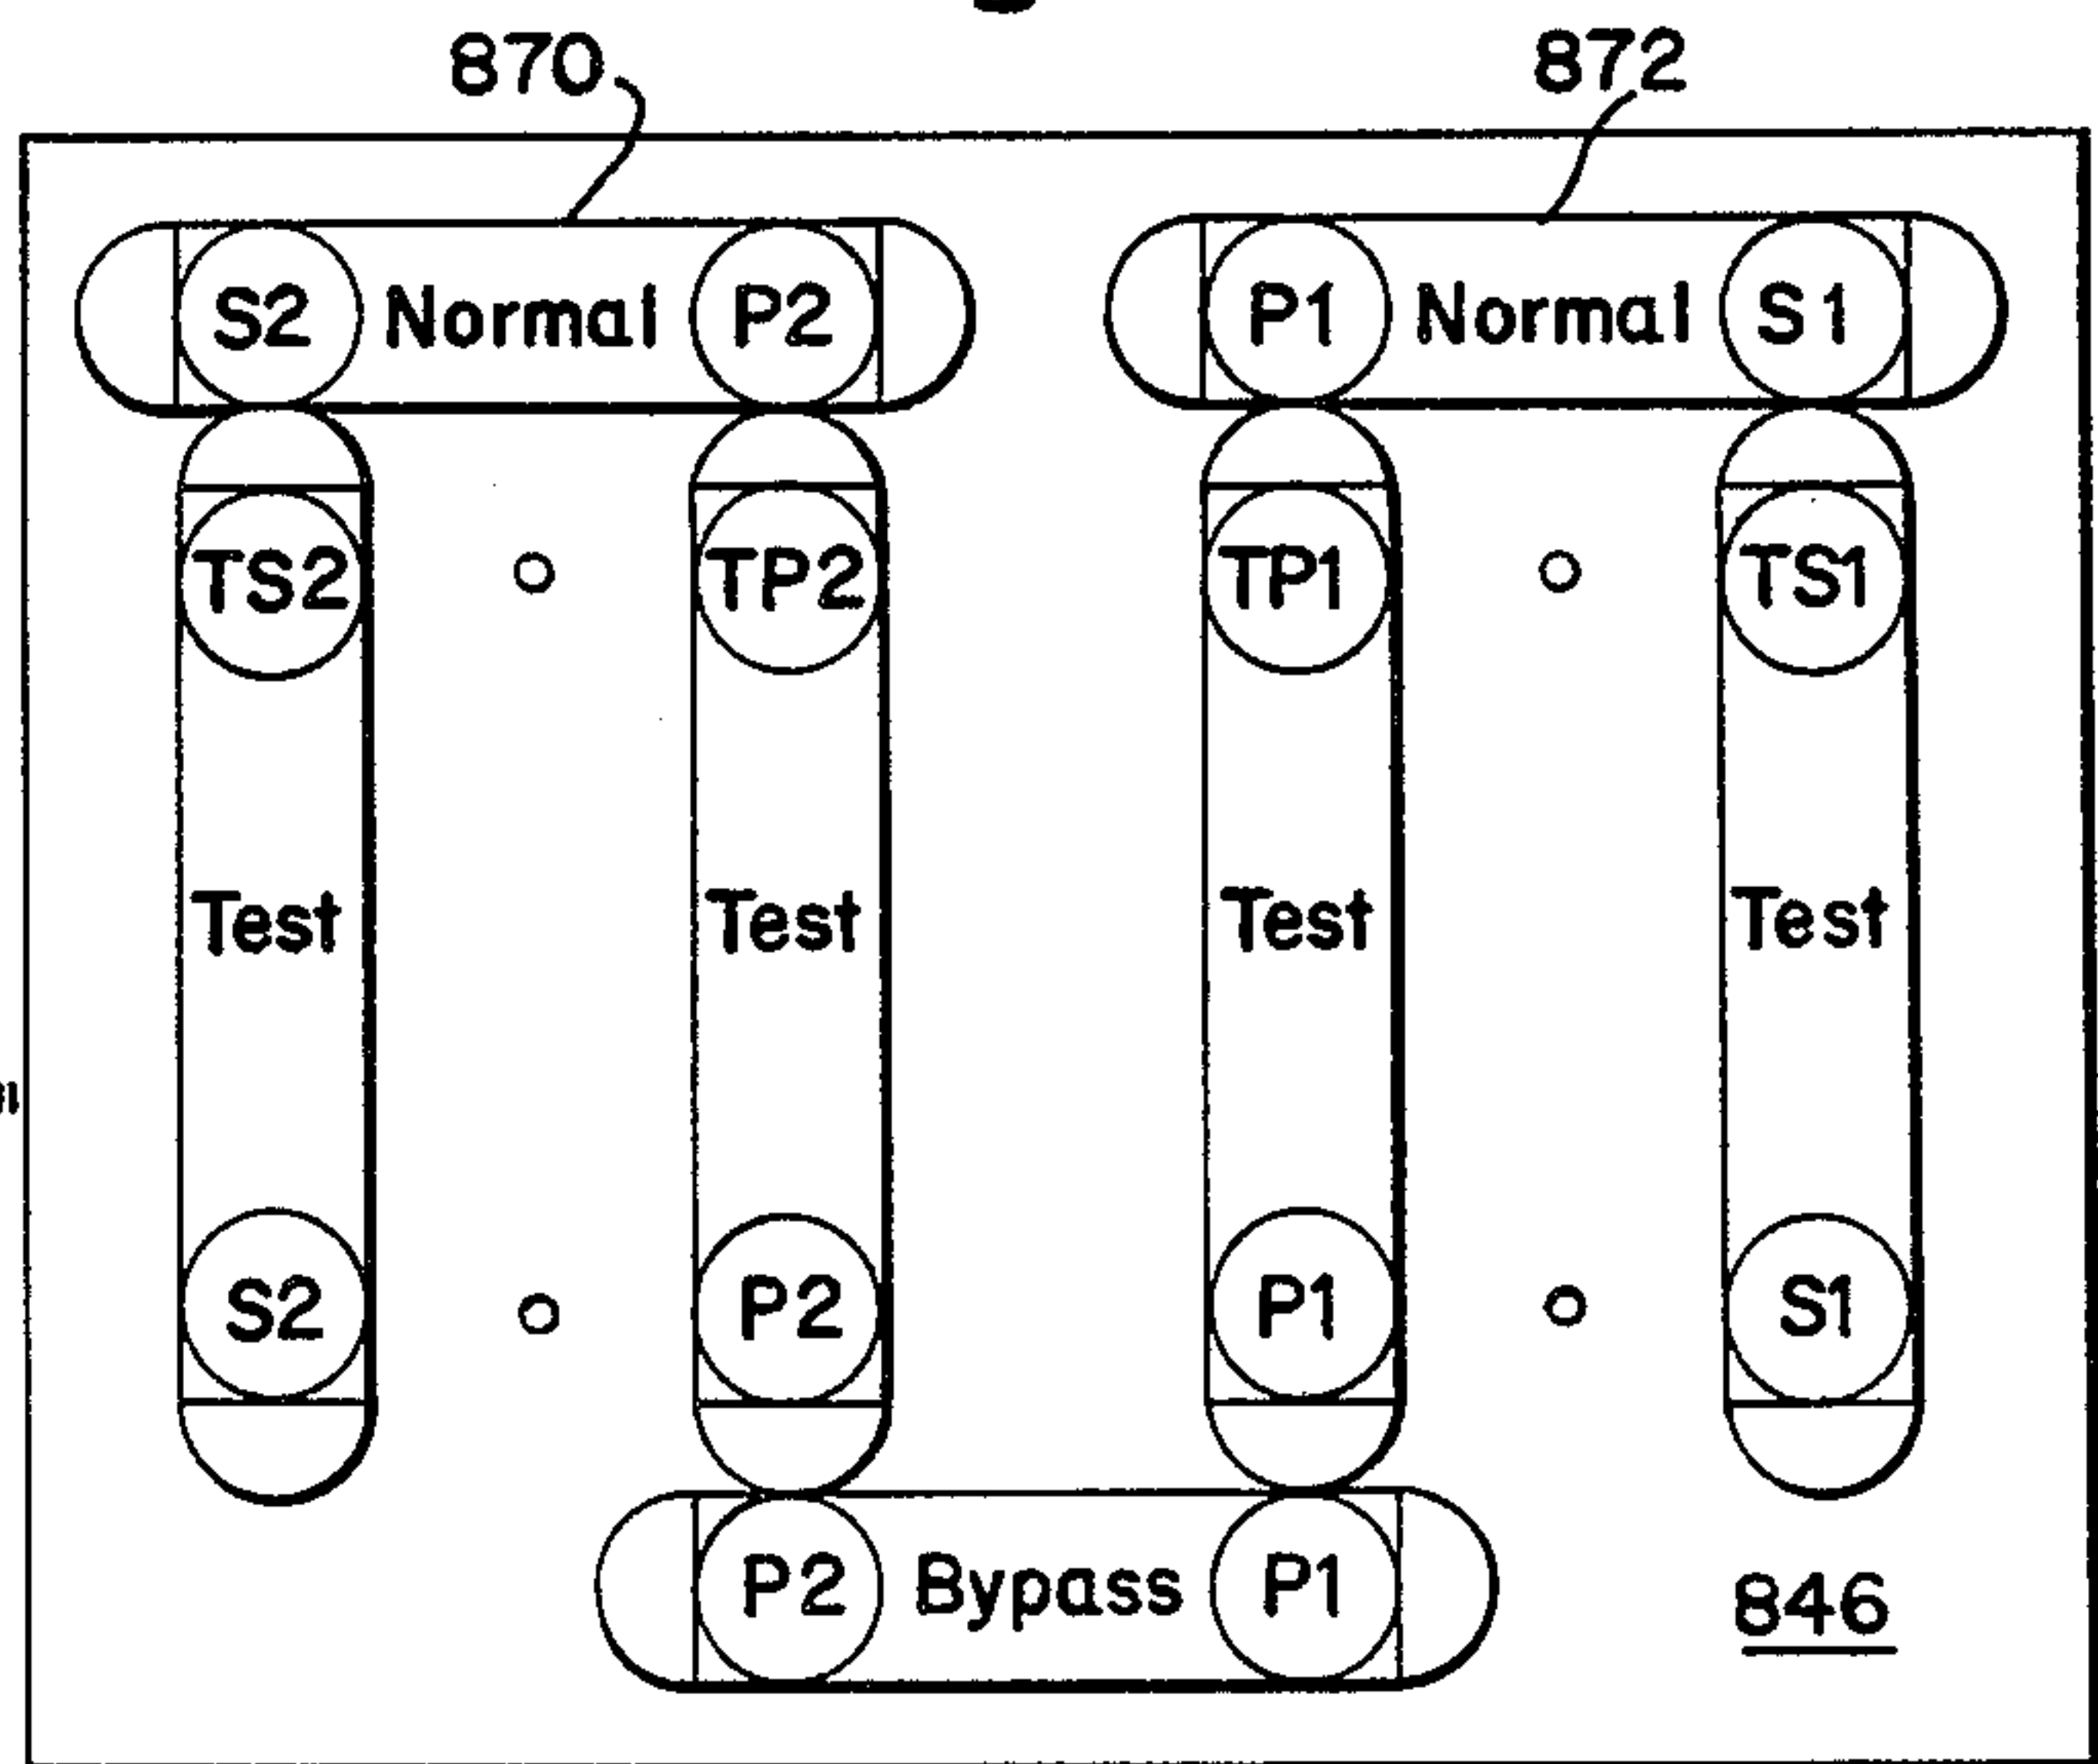 870 872
S2 Normal P2 P1 Normal S1
TS2 TP2 TP1 TS1
Test Test Test Test
S2 P2 P1 S1
P2 Bypass P1
846